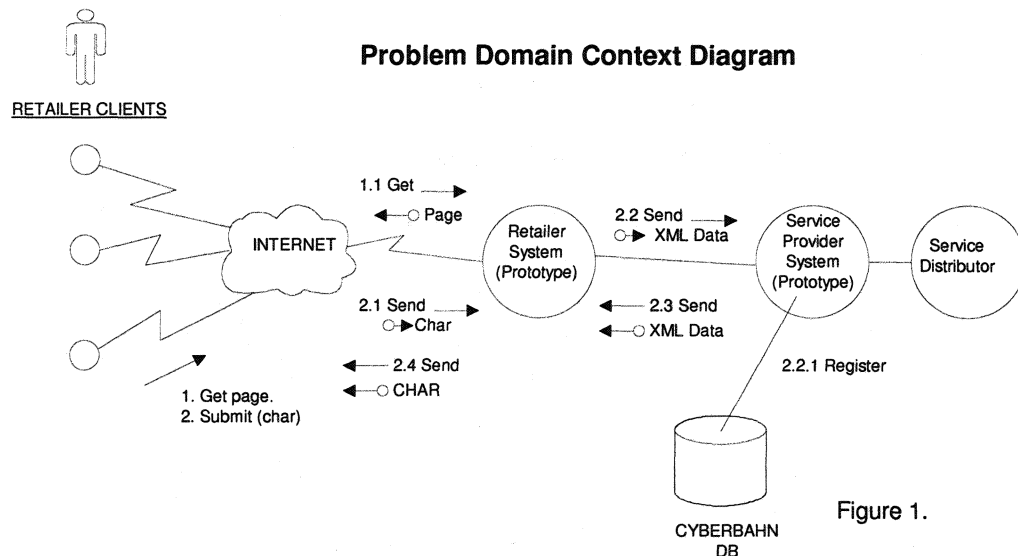 Problem Domain Context Diagram
RETAILER CLIENTS
INTERNET
1.1 Get
Page
Retailer
System
(Prototype)
2.2 Send
XML Data
Service
Provider
System
(Prototype)
Service
Distributor
2.1 Send
Char
2.3 Send
XML Data
2.4 Send
CHAR
1. Get page.
2. Submit (char)
2.2.1 Register
CYBERBAHN
DB
Figure 1.